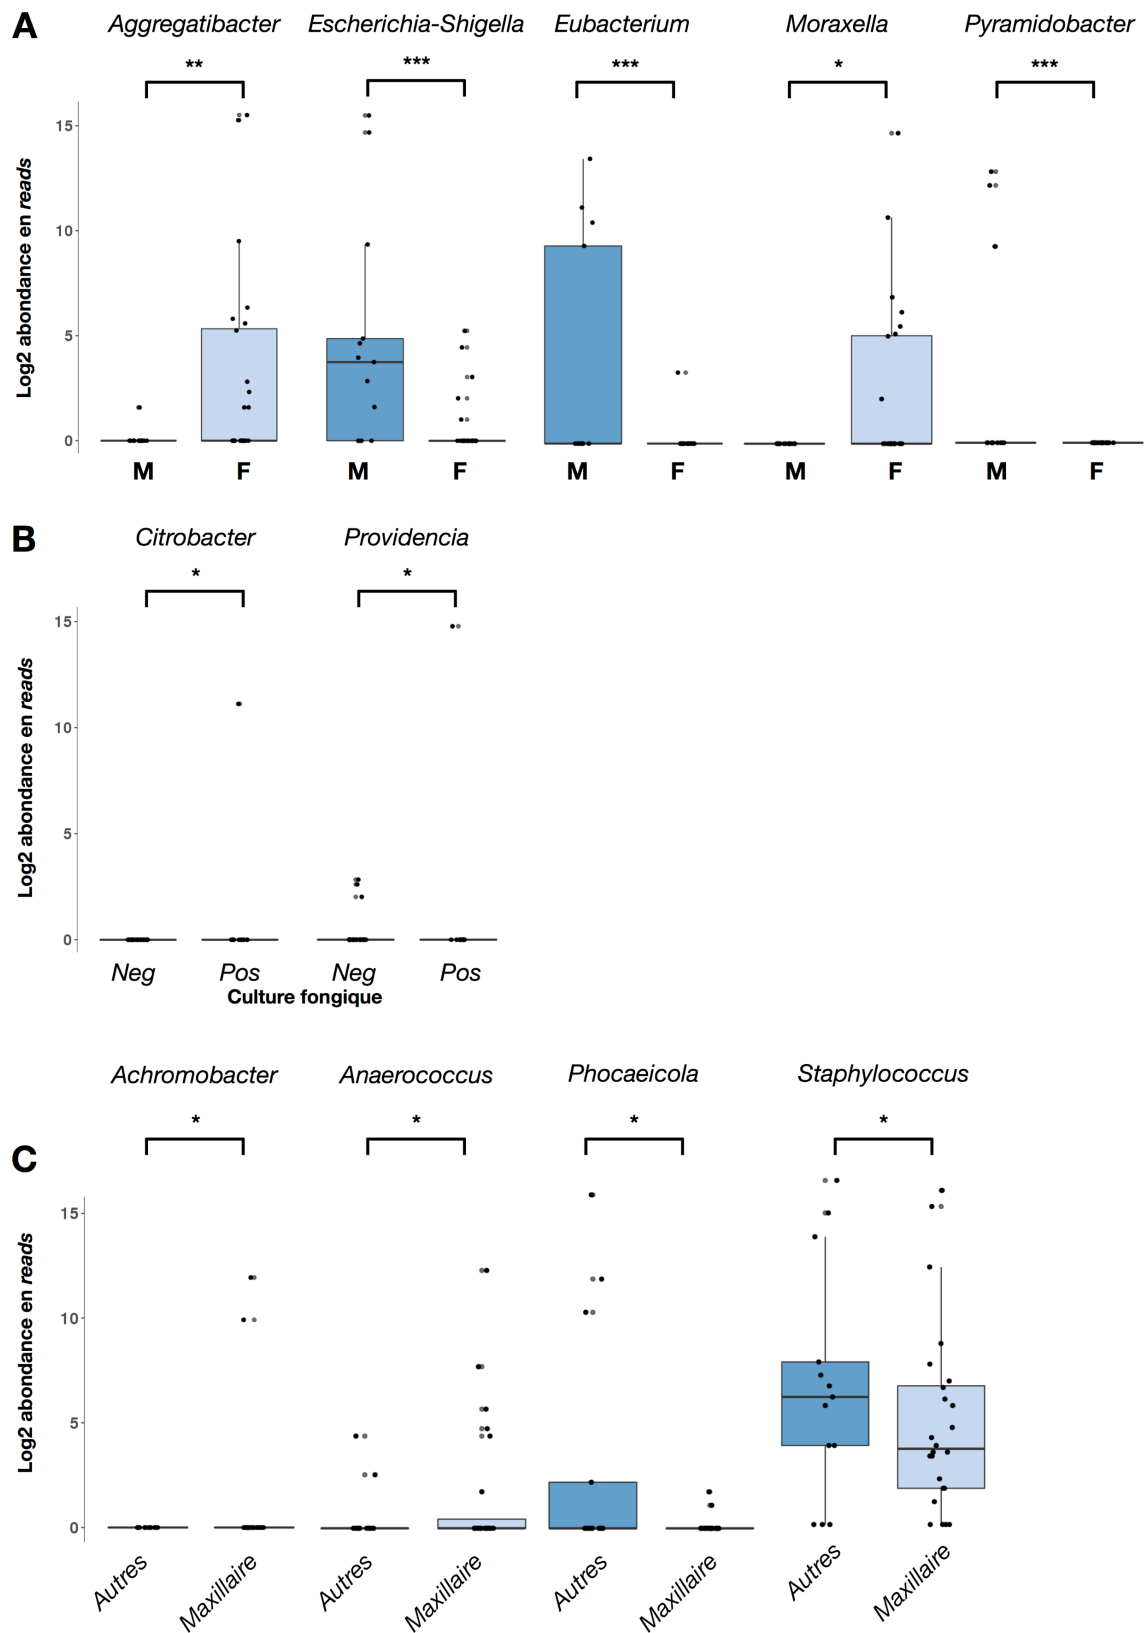 A
Aggregatibacter Escherichia-Shigella Eubacterium Moraxella Pyramidobacter
** *** *** * ***
Log2 abondance en reads
15
10
5
0
M F M F M F M F M F
B
Citrobacter Providencia
* *
Log2 abondance en reads
15
10
5
0
Neg Pos Neg Pos
Culture fongique
C
Achromobacter Anaerococcus Phocaeicola Staphylococcus
* * * *
Log2 abondance en reads
15
10
5
0
Autres Maxillaire Autres Maxillaire Autres Maxillaire Autres Maxillaire